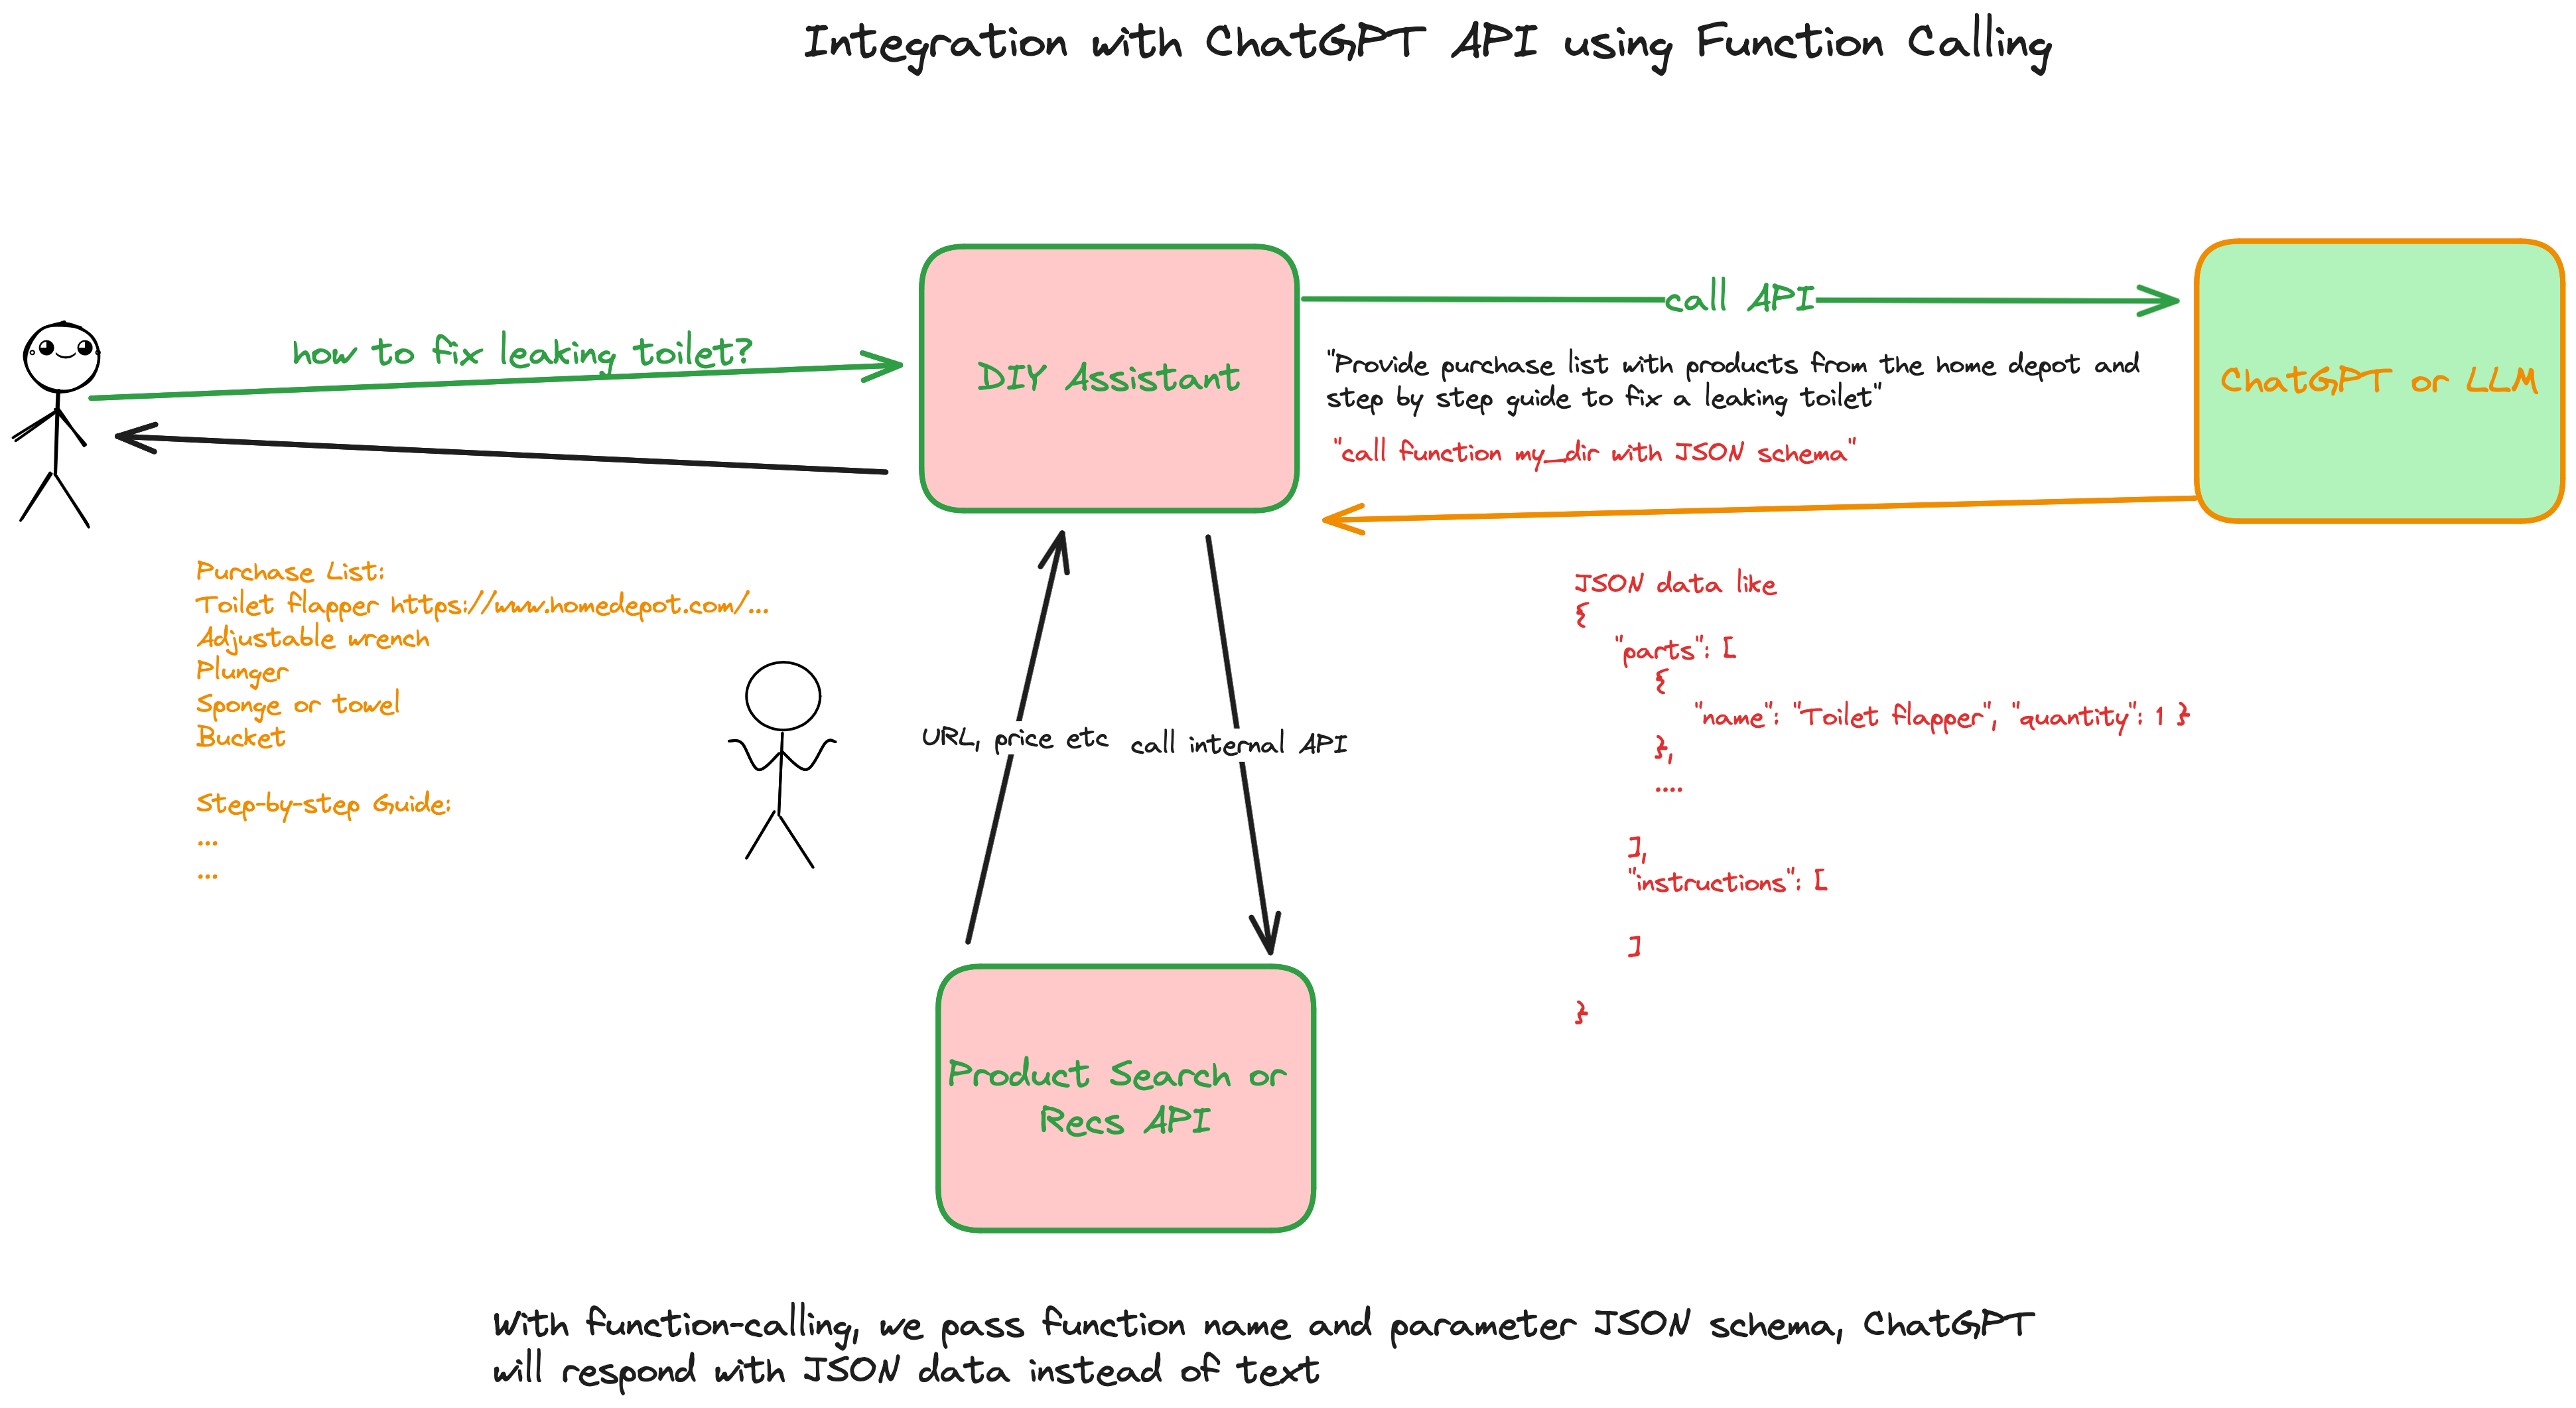 Integration with ChatGPT API using Function Calling
how to fix leaking toilet?
DIY Assistant
call API
"Provide purchase list with products from the home depot and
step by step guide to fix a leaking toilet"
"call function my_dir with JSON schema"
ChatGPT or LLM
Purchase List:
Toilet flapper https://www.homedepot.com/...
Adjustable wrench
Plunger
Sponge or towel
Bucket
Step-by-step Guide:
...
...
URL, price etc
call internal API
JSON data like
{
"parts": [
{
"name": "Toilet flapper", "quantity": 1 }
},
....
],
"instructions": [
]
}
Product Search or
Recs API
With function-calling, we pass function name and parameter JSON schema, ChatGPT
will respond with JSON data instead of text